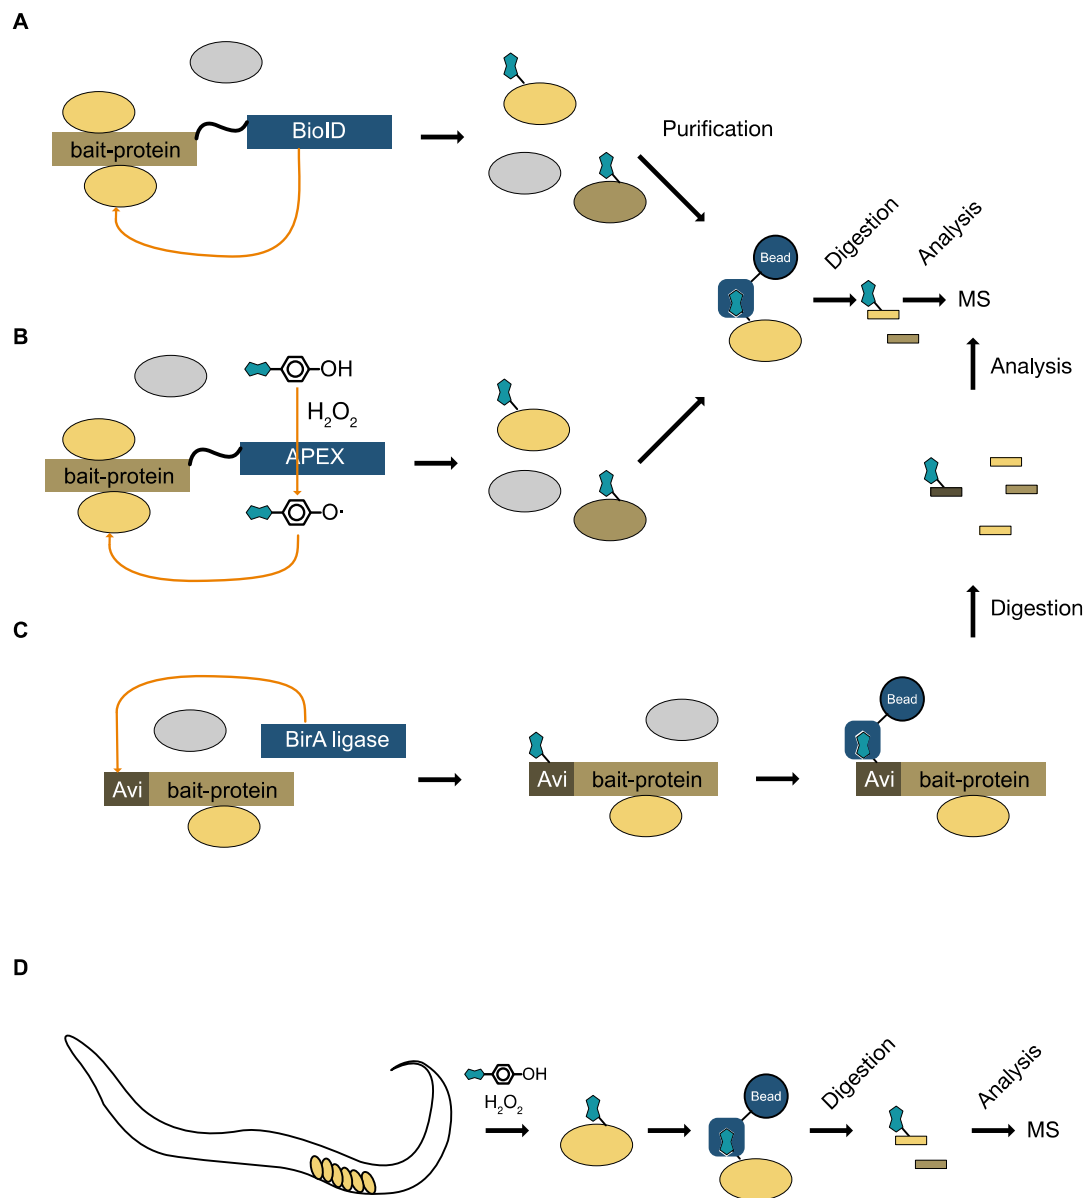 A
bait-protein
BioID
Purification
Bead
Digestion
Analysis
MS
B
OH
H₂O₂
bait-protein
APEX
O·
Analysis
Digestion
C
BirA ligase
Avi
bait-protein
Avi
bait-protein
Bead
Avi
bait-protein
D
OH
H₂O₂
Bead
Digestion
Analysis
MS